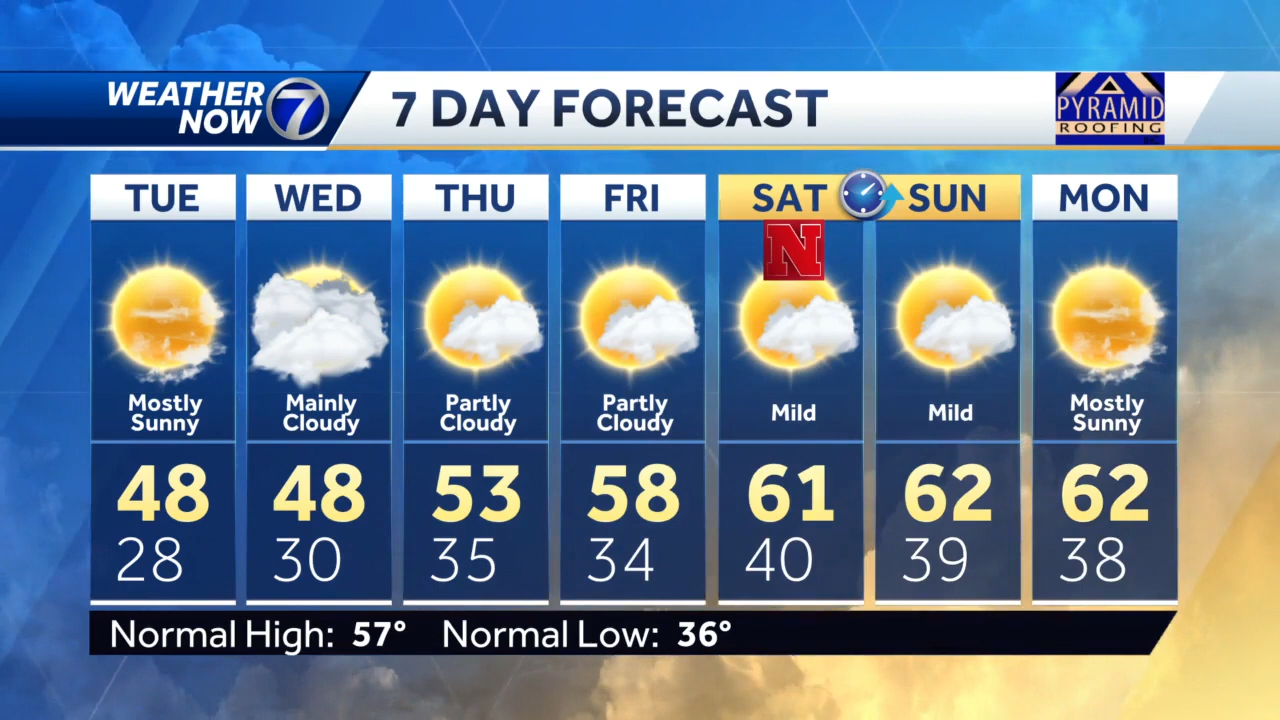 WEATHER
NOW 7
7 DAY FORECAST
PYRAMID
ROOFING
TUE WED THU FRI SAT SUN MON
N
Mostly Sunny
Mainly Cloudy
Partly Cloudy
Partly Cloudy
Mild
Mild
Mostly Sunny
48 48 53 58 61 62 62
28 30 35 34 40 39 38
Normal High: 57° Normal Low: 36°